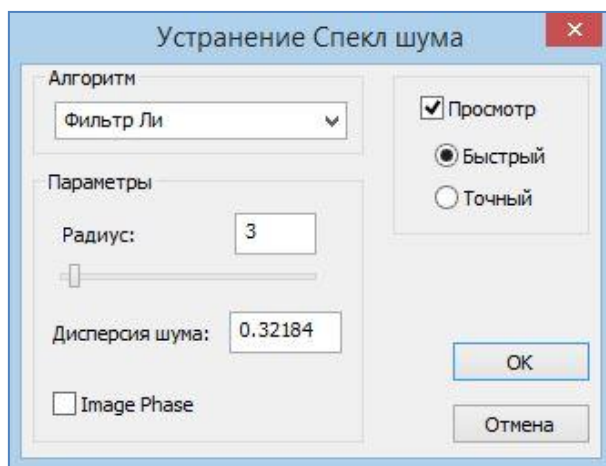 Устранение Спекл шума
Алгоритм
Фильтр Ли
Параметры
Радиус: 3
Дисперсия шума: 0.32184
Image Phase
Просмотр
Быстрый
Точный
OK
Отмена